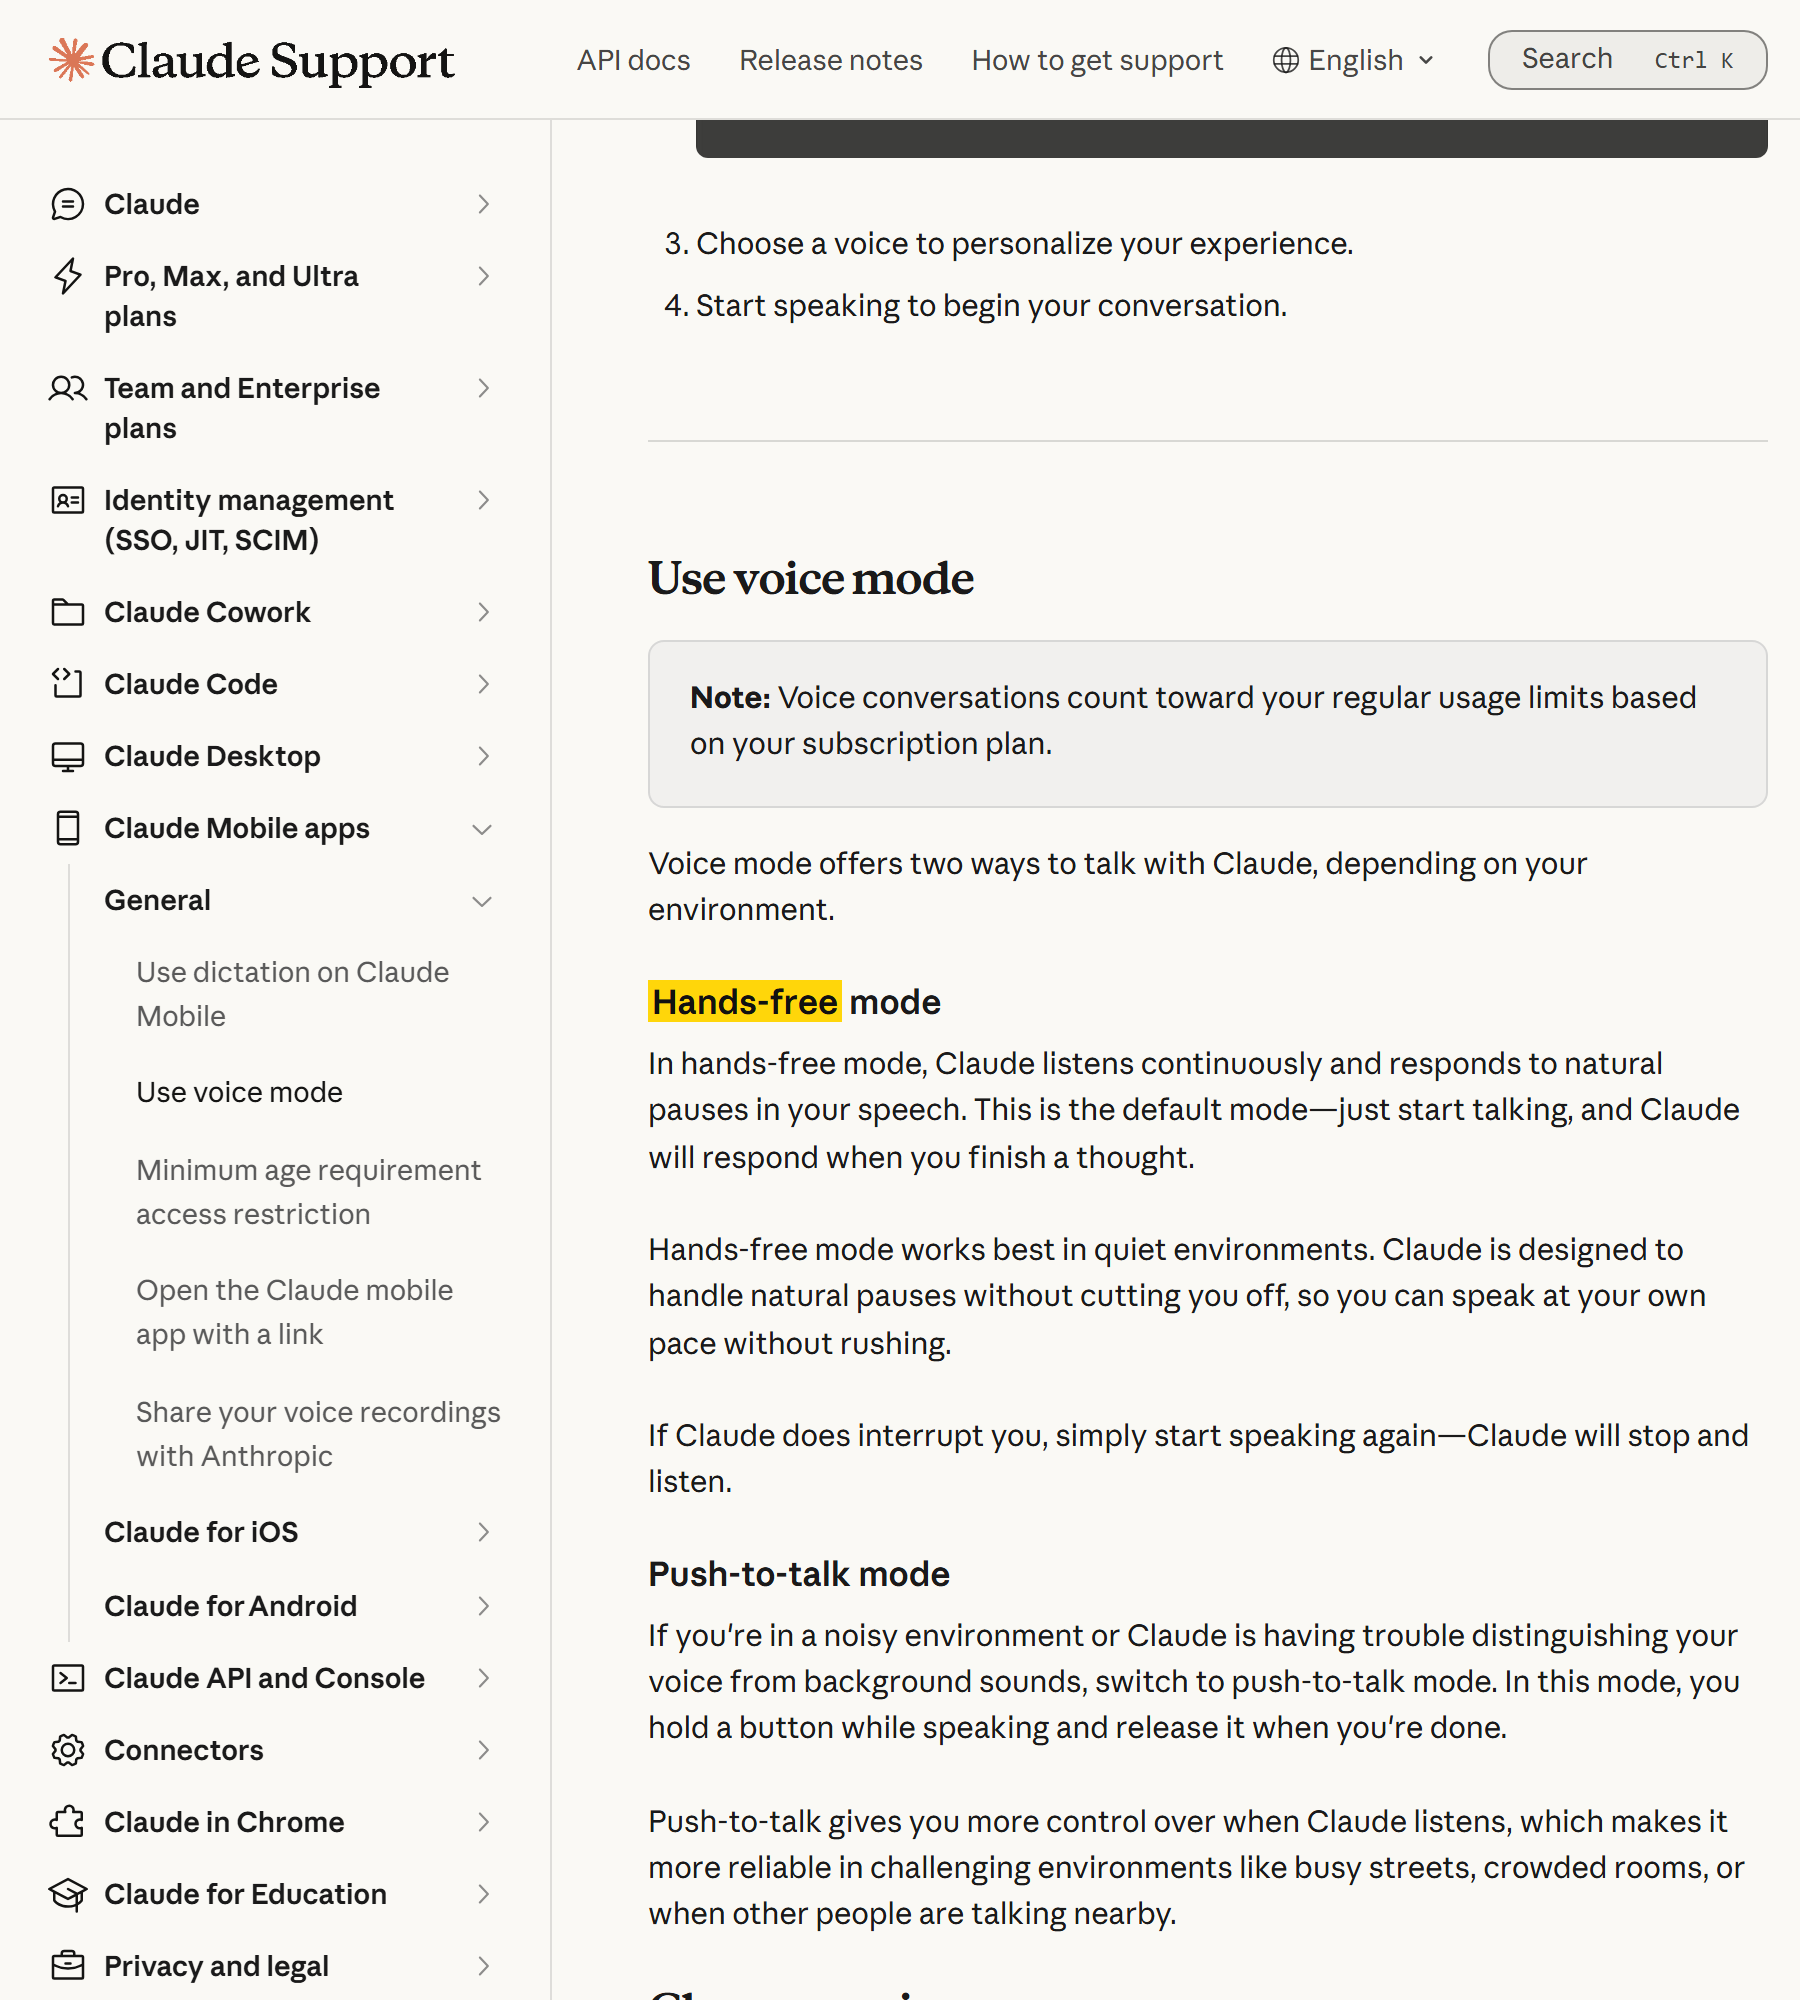 Claude Support
API docs
Release notes
How to get support
English
Search Ctrl K
Claude
Pro, Max, and Ultra
plans
Team and Enterprise
plans
Identity management
(SSO, JIT, SCIM)
Claude Cowork
Claude Code
Claude Desktop
Claude Mobile apps
General
Use dictation on Claude
Mobile
Use voice mode
Minimum age requirement
access restriction
Open the Claude mobile
app with a link
Share your voice recordings
with Anthropic
Claude for iOS
Claude for Android
Claude API and Console
Connectors
Claude in Chrome
Claude for Education
Privacy and legal
3. Choose a voice to personalize your experience.
4. Start speaking to begin your conversation.
Use voice mode
Note: Voice conversations count toward your regular usage limits based
on your subscription plan.
Voice mode offers two ways to talk with Claude, depending on your
environment.
Hands-free mode
In hands-free mode, Claude listens continuously and responds to natural
pauses in your speech. This is the default mode—just start talking, and Claude
will respond when you finish a thought.
Hands-free mode works best in quiet environments. Claude is designed to
handle natural pauses without cutting you off, so you can speak at your own
pace without rushing.
If Claude does interrupt you, simply start speaking again—Claude will stop and
listen.
Push-to-talk mode
If you're in a noisy environment or Claude is having trouble distinguishing your
voice from background sounds, switch to push-to-talk mode. In this mode, you
hold a button while speaking and release it when you're done.
Push-to-talk gives you more control over when Claude listens, which makes it
more reliable in challenging environments like busy streets, crowded rooms, or
when other people are talking nearby.